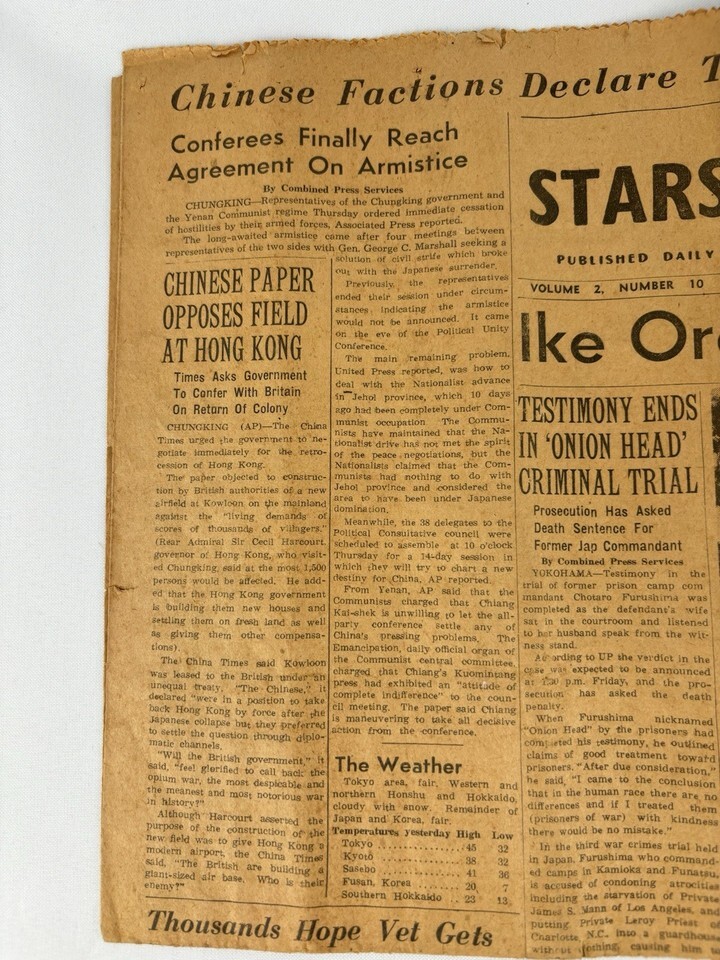 Chinese Factions Declare T
Conferees Finally Reach
Agreement On Armistice
By Combined Press Services
CHUNGKING—Representatives of the Chungking government and
the Yenan Communist regime Thursday ordered immediate cessation
of hostilities by their armed forces, Associated Press reported.
The long-awaited armistice came after four meetings between
representatives of the two sides with Gen. George C. Marshall seeking a
solution of civil strife which broke
out with the Japanese surrender.
Previously, the representatives
ended their session under circum-
stances indicating the armistice
would not be announced. It came
on the eve of the Political Unity
Conference.
The main remaining problem,
United Press reported, was how to
deal with the Nationalist advance
in Jehol province, which 10 days
ago had been completely under Com-
munist occupation The Commu-
nists have maintained that the Na-
tionalist drive has not met the spirit
of the peace negotiations, but the
Nationalists claimed that the Com-
munists had nothing to do with
Jehol province and considered the
area to have been under Japanese
domination.
Meanwhile, the 38 delegates to the
Political Consultative council were
scheduled to assemble at 10 o'clock
Thursday for a 14-day session in
which they will try to chart a new
destiny for China, AP reported.
From Yenan, AP said that the
Communists charged that Chiang
Kai-shek is unwilling to let the all-
party conference settle any of
China's pressing problems. The
Emancipation, daily official organ of
the Communist central committee,
charged that Chiang's Kuomintang
press had exhibited an "attitude of
complete indifference" to the coun-
cil meeting. The paper said Chiang
is maneuvering to take all decisive
action from the conference.
CHINESE PAPER
OPPOSES FIELD
AT HONG KONG
Times Asks Government
To Confer With Britain
On Return Of Colony
CHUNGKING (AP)—The China
Times urged the government to ne-
gotiate immediately for the retro-
cession of Hong Kong.
The paper objected to construc-
tion by British authorities of a new
airfield at Kowloon on the mainland
against the "living demands of
scores of thousands of villagers."
(Rear Admiral Sir Cecil Harcourt,
governor of Hong Kong, who visit-
ed Chungking, said at the most 1,500
persons would be affected. He add-
ed that the Hong Kong government
is building them new houses and
settling them on fresh land as well
as giving them other compensa-
tions).
The China Times said Kowloon
was leased to the British under an
unequal treaty. "The Chinese," it
declared "were in a position to take
back Hong Kong by force after the
Japanese collapse but they preferred
to settle the question through diplo-
matic channels.
"Will the British government," it
said, "feel glorified to call back the
opium war, the most despicable and
the meanest and most notorious war
in history?"
Although Harcourt asserted the
purpose of the construction of the
new field was to give Hong Kong a
modern airport, the China Times
said, "The British are building a
giant-sized air base. Who is their
enemy?"
The Weather
Tokyo area, fair. Western and
northern Honshu and Hokkaido,
cloudy with snow. Remainder of
Japan and Korea, fair.
Temperatures yesterday High Low
Tokyo .............. 45 32
Kyoto .............. 38 32
Sasebo ............. 41 36
Fusan, Korea ........ 20 7
Southern Hokkaido .. 23 13
Thousands Hope Vet Gets
STARS
PUBLISHED DAILY
VOLUME 2, NUMBER 10
Ike Or
TESTIMONY ENDS
IN 'ONION HEAD'
CRIMINAL TRIAL
Prosecution Has Asked
Death Sentence For
Former Jap Commandant
By Combined Press Services
YOKOHAMA—Testimony in the
trial of former prison camp com
mandant Chotaro Furushima was
completed as the defendant's wife
sat in the courtroom and listened
to her husband speak from the wit-
ness stand.
According to UP the verdict in the
case was expected to be announced
at p.m. Friday, and the pro-
secution has asked the death
penalty.
When Furushima nicknamed
"Onion Head" by the prisoners had
completed his testimony, he outlined
claims of good treatment toward
prisoners. "After due consideration,"
he said, "I came to the conclusion
that in the human race there are no
differences and if I treated them
(prisoners of war) with kindness
there would be no mistake."
In the third war crimes trial held
in Japan, Furushima who command-
ed camps in Kamioka and Funatsu,
is accused of condoning atrocities
including the starvation of Private
James S. Mann of Los Angeles, and
putting Private Leroy Priest of
Charlotte, N.C. into a guardhouse
without clothing, causing him